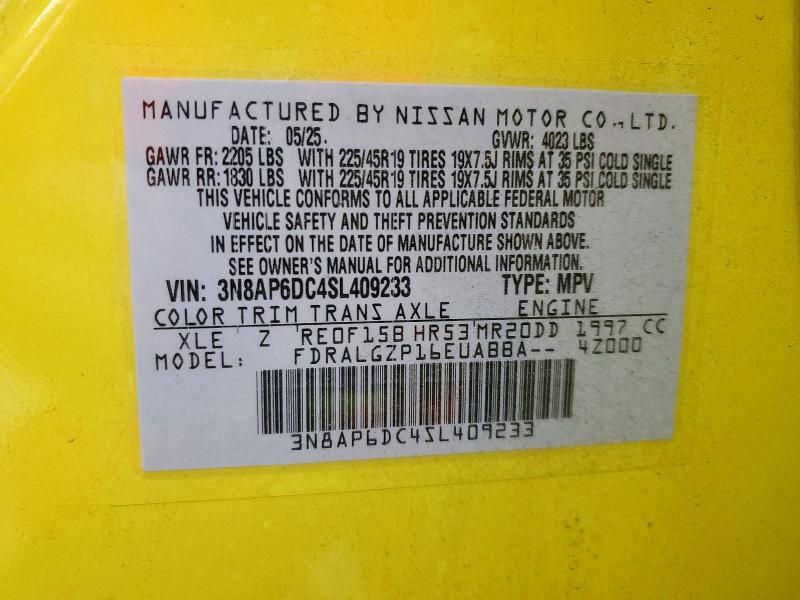 MANUFACTURED BY NISSAN MOTOR CO., LTD.
DATE: 05/25. GVWR: 4023 LBS
GAWR FR: 2205 LBS WITH 225/45R19 TIRES 19X7.5J RIMS AT 35 PSI COLD SINGLE
GAWR RR: 1830 LBS WITH 225/45R19 TIRES 19X7.5J RIMS AT 35 PSI COLD SINGLE
THIS VEHICLE CONFORMS TO ALL APPLICABLE FEDERAL MOTOR
VEHICLE SAFETY AND THEFT PREVENTION STANDARDS
IN EFFECT ON THE DATE OF MANUFACTURE SHOWN ABOVE.
SEE OWNER'S MANUAL FOR ADDITIONAL INFORMATION.
VIN: 3N8AP6DC4SL409233 TYPE: MPV
COLOR TRIM TRANS AXLE ENGINE
XLE Z RE0F15B HR53 MR20DD 1997 CC
MODEL: FDRALGZP16EUABBA-- 4Z000
3N8AP6DC4SL409233